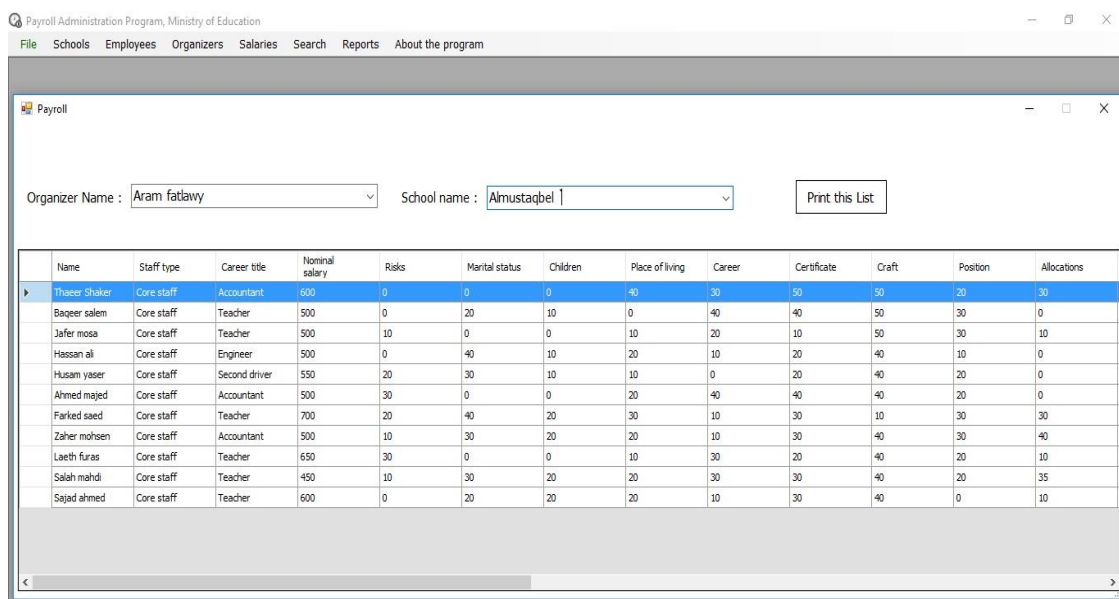 Payroll Administration Program, Ministry of Education
File Schools Employees Organizers Salaries Search Reports About the program
Payroll
Organizer Name : Aram fatlawy School name : Almustaqbel Print this List
Name Staff type Career title Nominal salary Risks Marital status Children Place of living Career Certificate Craft Position Allocations
Thaeer Shaker Core staff Accountant 600 0 0 0 40 30 50 50 20 30
Baqeer salem Core staff Teacher 500 0 20 10 0 40 40 50 30 0
Jafer mosa Core staff Teacher 500 10 0 0 10 20 10 50 30 10
Hassan ali Core staff Engineer 500 0 40 10 20 10 20 40 10 0
Husam yaser Core staff Second driver 550 20 30 10 10 0 20 40 20 0
Ahmed majed Core staff Accountant 500 30 0 0 20 40 40 40 20 0
Farked saed Core staff Teacher 700 20 40 20 30 10 30 10 30 30
Zaher mohsen Core staff Accountant 500 10 30 20 20 10 30 40 30 40
Laeth furas Core staff Teacher 650 30 0 0 10 30 20 40 20 10
Salah mahdi Core staff Teacher 450 10 30 20 20 30 30 40 20 35
Sajad ahmed Core staff Teacher 600 0 20 20 20 10 30 40 0 10